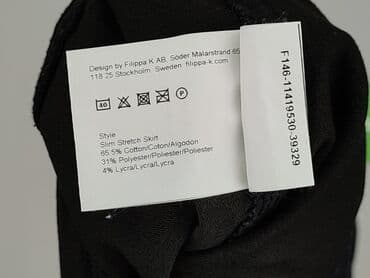 Design by Filippa K AB, Söder Mälarstrand 65
118 25 Stockholm Sweden filippa-k.com
40
P
Style
Slim Stretch Skirt
65.5% Cotton/Coton/Algodón
31% Polyester/Poliester/Poliester
4% Lycra/Lycra/Lycra
F146-11419530-39329